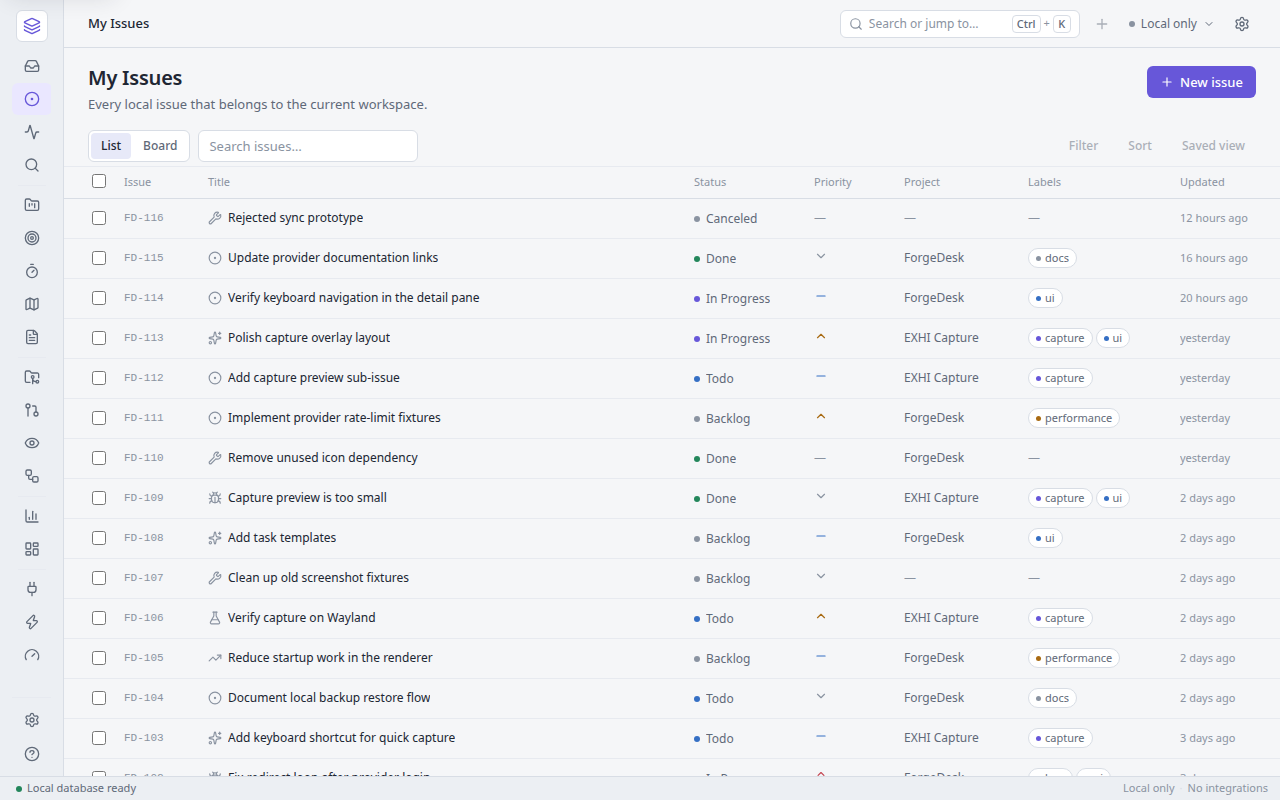 My Issues
Search or jump to... Ctrl + K
Local only
My Issues
Every local issue that belongs to the current workspace.
New issue
List Board Search issues... Filter Sort Saved view
Issue Title Status Priority Project Labels Updated
FD-116 Rejected sync prototype Canceled — — — 12 hours ago
FD-115 Update provider documentation links Done ForgeDesk docs 16 hours ago
FD-114 Verify keyboard navigation in the detail pane In Progress ForgeDesk ui 20 hours ago
FD-113 Polish capture overlay layout In Progress EXHI Capture capture ui yesterday
FD-112 Add capture preview sub-issue Todo EXHI Capture capture yesterday
FD-111 Implement provider rate-limit fixtures Backlog ForgeDesk performance yesterday
FD-110 Remove unused icon dependency Done — ForgeDesk — yesterday
FD-109 Capture preview is too small Done EXHI Capture capture ui 2 days ago
FD-108 Add task templates Backlog ForgeDesk ui 2 days ago
FD-107 Clean up old screenshot fixtures Backlog — — 2 days ago
FD-106 Verify capture on Wayland Todo EXHI Capture capture 2 days ago
FD-105 Reduce startup work in the renderer Backlog ForgeDesk performance 2 days ago
FD-104 Document local backup restore flow Todo ForgeDesk docs 2 days ago
FD-103 Add keyboard shortcut for quick capture Todo EXHI Capture capture 3 days ago
Local database ready Local only · No integrations